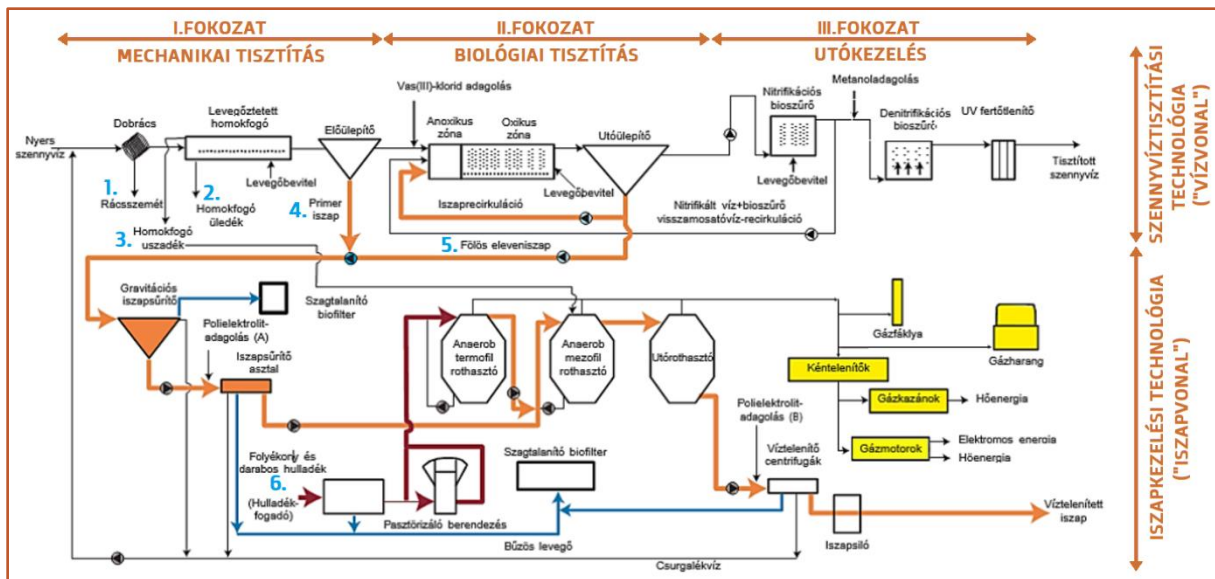 I.FOKOZAT
MECHANIKAI TISZTÍTÁS
II.FOKOZAT
BIOLÓGIAI TISZTÍTÁS
III.FOKOZAT
UTÓKEZELÉS
SZENNYVÍZTISZTÍTÁSI
TECHNOLÓGIA
("VÍZVONAL")
Nyers
szennyvíz
Dobrács
Levegőztetett
homokfogó
Előülepítő
Vas(III)-klorid adagolás
Anoxikus
zóna
Oxikus
zóna
Utóülepítő
Nitrifikációs
bioszűrő
Metanoladagolás
Denitrifikációs
bioszűrő
UV fertőtlenítő
Tisztított
szennyvíz
1.
Rácsszemét
2.
Homokfogó
üledék
Levegőbevitel
3.
Homokfogó
uszadék
4.
Primer
iszap
Levegőbevitel
Iszaprecirkuláció
Levegőbevitel
Nitrifikált víz+bioszűrő
visszamosatóvíz-recirkuláció
5.
Fölös eleveniszap
ISZAPKEZELÉSI TECHNOLÓGIA
("ISZAPVONAL")
Gravitációs
iszapsűrítő
Szagtalanító
biofilter
Polielektrolit-
adagolás (A)
Iszapsűrítő
asztal
Anaerob
termofil
rothasztó
Anaerob
mezofil
rothasztó
Utórothasztó
Gázfáklya
Gázharang
Kéntelenítők
Gázkazánok
Hőenergia
Gázmotorok
Elektromos energia
Hőenergia
Polielektrolit-
adagolás (B)
Víztelenítő
centrifugák
Folyékony és
darabos hulladék
6.
(Hulladék-
fogadó)
Pasztörizáló berendezés
Szagtalanító biofilter
Bűzös levegő
Csurgalékvíz
Iszapsiló
Víztelenített
iszap